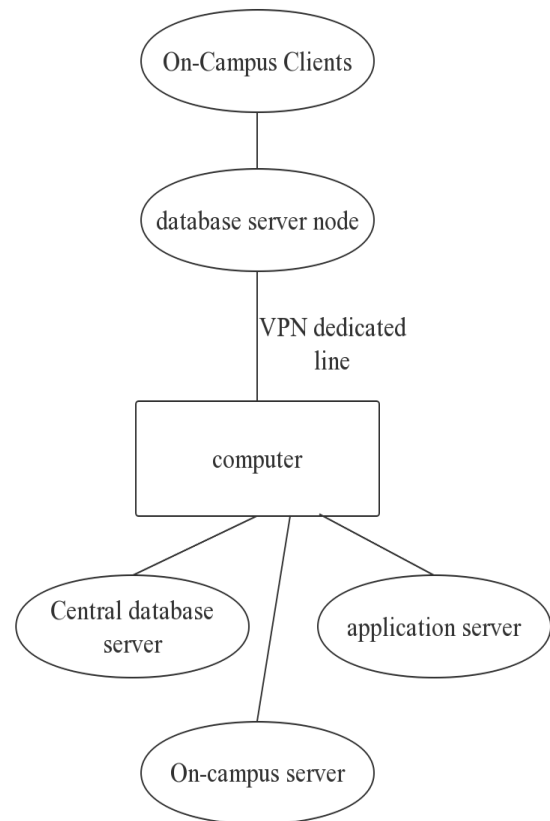 On-Campus Clients
database server node
VPN dedicated
line
computer
Central database
server
application server
On-campus server